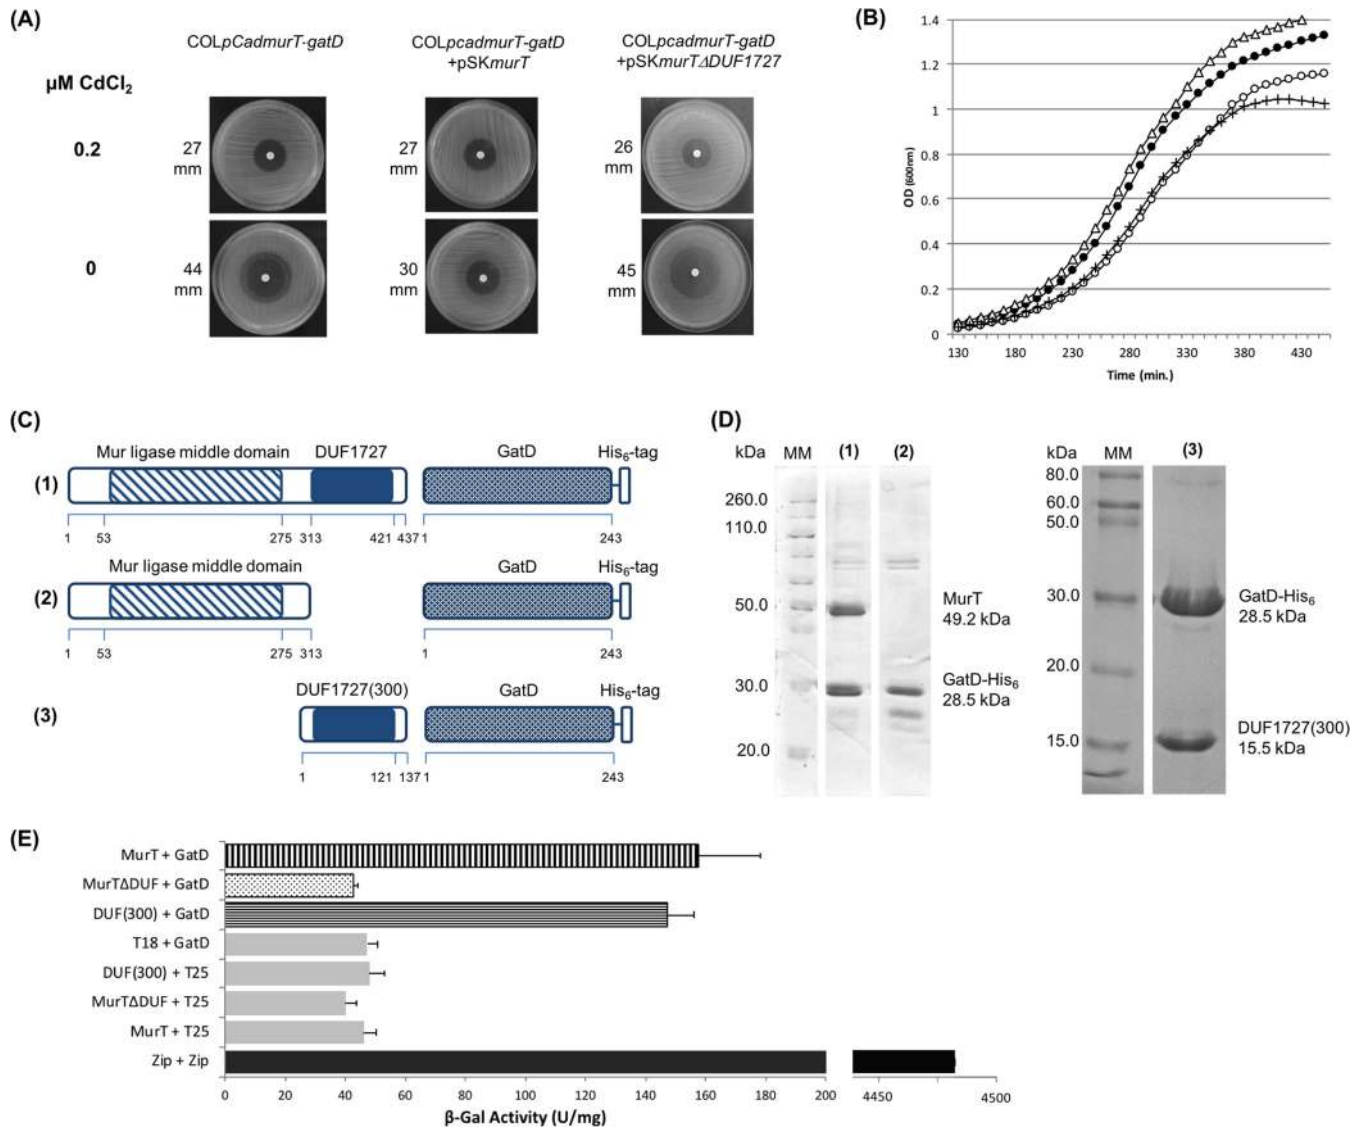 (A)
COLpCadmurT-gatD
COLpcadmurT-gatD
+pSKmurT
COLpcadmurT-gatD
+pSKmurTΔDUF1727
µM CdCl2
0.2
27
mm
27
mm
26
mm
0
44
mm
30
mm
45
mm
(B)
1.4
1.2
1
0.8
0.6
0.4
0.2
0
OD (600nm)
130 180 230 280 330 380 430
Time (min.)
(C)
Mur ligase middle domain DUF1727 GatD His6-tag
(1)
1 53 275 313 421 437 1 243
Mur ligase middle domain GatD His6-tag
(2)
1 53 275 313 1 243
DUF1727(300) GatD His6-tag
(3)
1 121 137 1 243
(D)
kDa MM (1) (2)
260.0
110.0
50.0
30.0
20.0
MurT
49.2 kDa
GatD-His6
28.5 kDa
kDa MM (3)
80.0
60.0
50.0
30.0
20.0
15.0
GatD-His6
28.5 kDa
DUF1727(300)
15.5 kDa
(E)
MurT + GatD
MurTΔDUF + GatD
DUF(300) + GatD
T18 + GatD
DUF(300) + T25
MurTΔDUF + T25
MurT + T25
Zip + Zip
0 20 40 60 80 100 120 140 160 180 200 4450 4500
β-Gal Activity (U/mg)